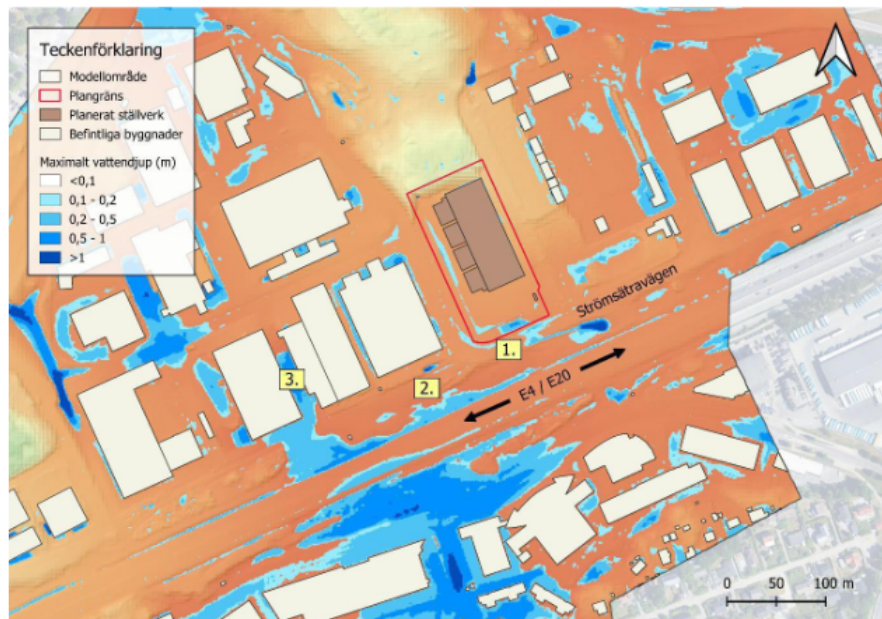 Teckenförklaring
Modellområde
Plangräns
Planerat ställverk
Befintliga byggnader
Maximalt vattendjup (m)
<0,1
0,1 - 0,2
0,2 - 0,5
0,5 - 1
>1
Strömsätravägen
1.
E4 / E20
2.
3.
0 50 100 m